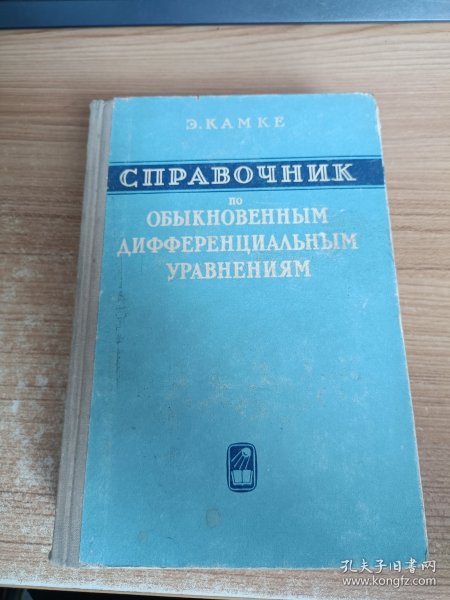 Э. КАМКЕ
СПРАВОЧНИК
ПО
ОБЫКНОВЕННЫМ
ДИФФЕРЕНЦИАЛЬНЫМ
УРАВНЕНИЯМ
孔夫子旧书网
www.kongfz.com